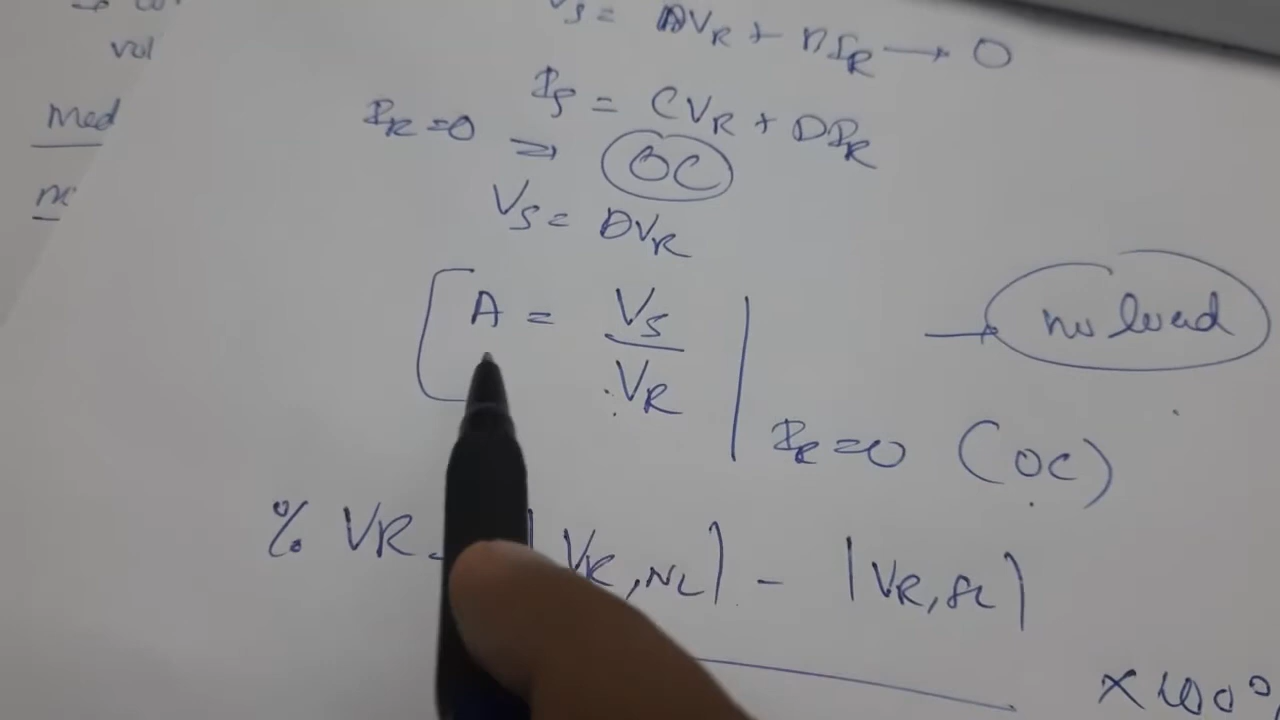 vol
Med
VS = AVR + BIR → 0
IS = CVR + DIR
IR=0 ⇒ OC
VS = AVR
A = VS / VR | IR=0 (OC) → no load
% VR = |VR,NL| - |VR,FL|
×100%